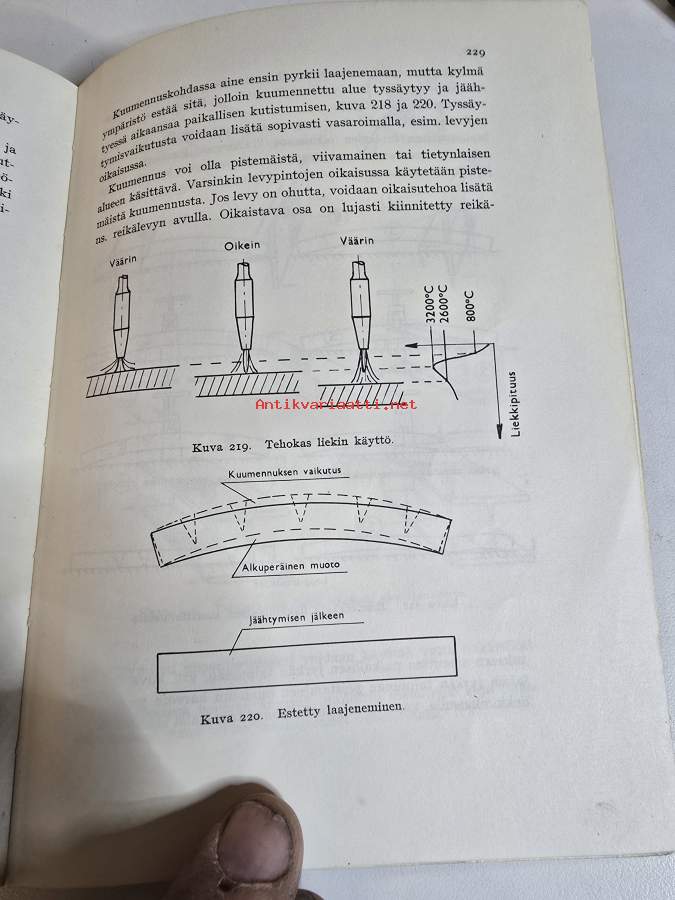 229
Kuumennuskohdassa aine ensin pyrkii laajenemaan, mutta kylmä
ympäristö estää sitä, jolloin kuumennettu alue tyssäytyy ja jääh-
tyessä aikaansaa paikallisen kutistumisen, kuva 218 ja 220. Tyssäy-
tymisvaikutusta voidaan lisätä sopivasti vasaroimalla, esim. levyjen
oikaisussa.
Kuumennus voi olla pistemäistä, viivamainen tai tietynlaisen
alueen käsittävä. Varsinkin levypintojen oikaisussa käytetään piste-
mäistä kuumennusta. Jos levy on ohutta, voidaan oikaisutehoa lisätä
ns. reikälevyn avulla. Oikaistava osa on lujasti kiinnitetty reikä-
Väärin
Oikein
Väärin
3200°C
2600°C
800°C
Liekkipituus
Antikvariaatti.net
Kuva 219. Tehokas liekin käyttö.
Kuumennuksen vaikutus
Alkuperäinen muoto
Jäähtymisen jälkeen
Kuva 220. Estetty laajeneminen.